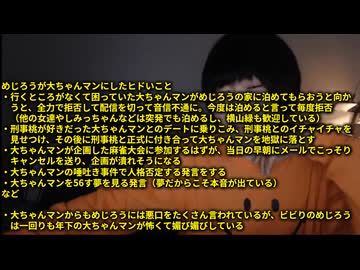 めじろうが大ちゃんマンにしたヒドいこと
・行くところがなくて困っていた大ちゃんマンがめじろうの家に泊めてもらおうと向か
うと、全力で拒否して配信を切って音信不通に。今度は泊めると言って毎度拒否
（他の女達やしみっちゃんなどは突発でも泊めるし、横山緑も歓迎している）
・刑事桃が好きだった大ちゃんマンとのデートに乗りこみ、刑事桃とのイチャイチャを
見せつけ、その後に刑事桃と正式に付き合って大ちゃんマンを地獄に落とす
・大ちゃんマンが企画した麻雀大会に参加するはずが、当日の早朝にメールでこっそり
キャンセルを送り、企画が潰れそうになる
・大ちゃんマンの唾吐き事件で人格否定する発言をする
・大ちゃんマンを56す夢を見る発言（夢だからこそ本音が出ている）
など
・大ちゃんマンからもめじろうには悪口をたくさん言われているが、ビビりのめじろう
は一回りも年下の大ちゃんマンが怖くて媚び媚びしている